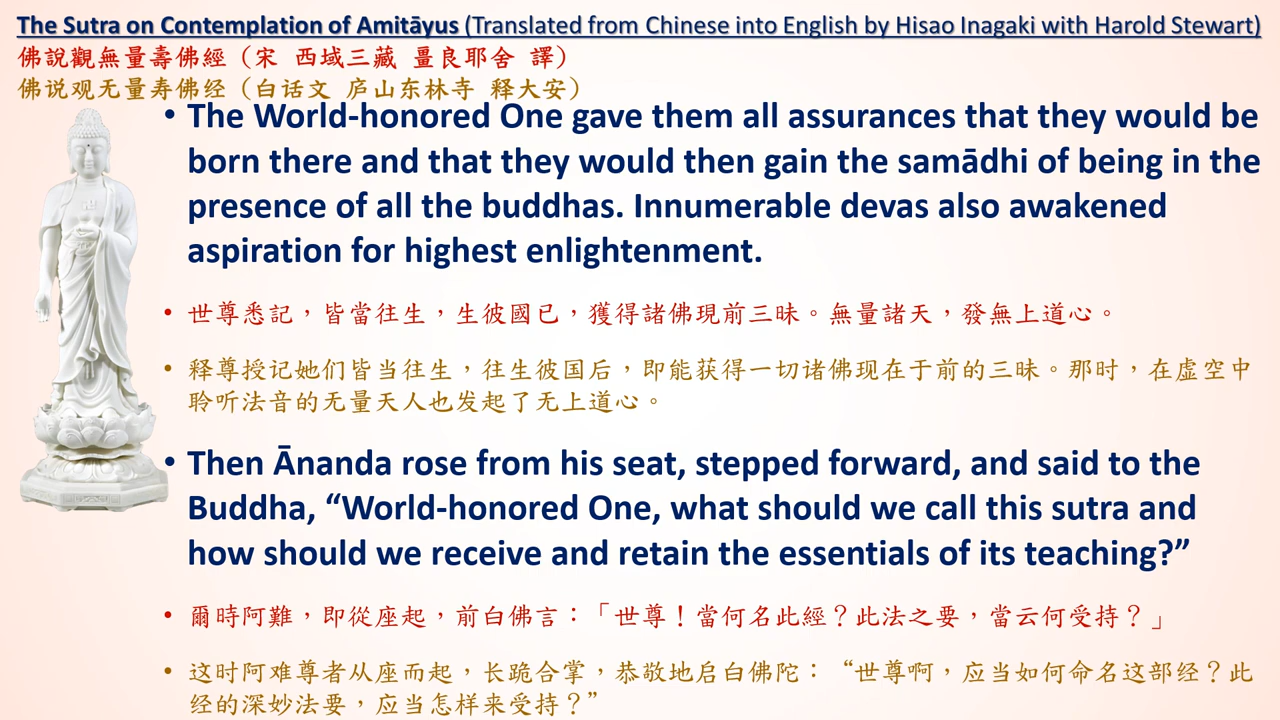 The Sutra on Contemplation of Amitāyus (Translated from Chinese into English by Hisao Inagaki with Harold Stewart)
佛說觀無量壽佛經（宋 西域三藏 畺良耶舍 譯）
佛说观无量寿佛经（白话文 庐山东林寺 释大安）
• The World-honored One gave them all assurances that they would be
born there and that they would then gain the samādhi of being in the
presence of all the buddhas. Innumerable devas also awakened
aspiration for highest enlightenment.
• 世尊悉記，皆當往生，生彼國已，獲得諸佛現前三昧。無量諸天，發無上道心。
• 释尊授记她们皆当往生，往生彼国后，即能获得一切诸佛现在于前的三昧。那时，在虚空中
聆听法音的无量天人也发起了无上道心。
• Then Ānanda rose from his seat, stepped forward, and said to the
Buddha, “World-honored One, what should we call this sutra and
how should we receive and retain the essentials of its teaching?”
• 爾時阿難，即從座起，前白佛言：「世尊！當何名此經？此法之要，當云何受持？」
• 这时阿难尊者从座而起，长跪合掌，恭敬地启白佛陀：“世尊啊，应当如何命名这部经？此
经的深妙法要，应当怎样来受持？”